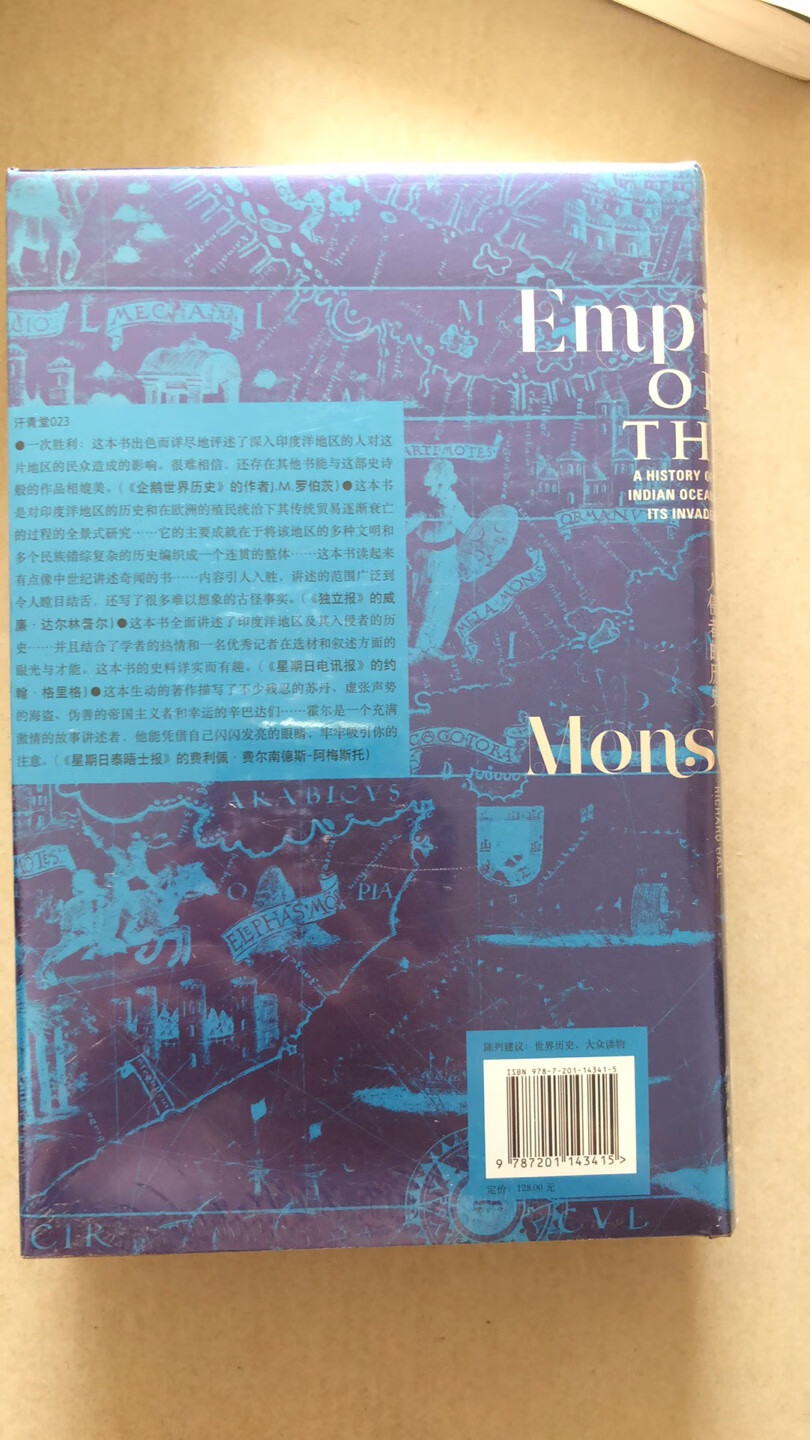 Emp
O
TH
A HISTORY O
INDIAN OCEA
ITS INVAD
Mons
RICHARD HALL
MECHA
L
L
M
汗青堂023
●一次胜利：这本书出色而详尽地评述了深入印度洋地区的人对这
片地区的民众造成的影响。很难相信，还存在其他书能与这部史诗
般的作品相媲美。(《企鹅世界历史》的作者J.M.罗伯茨)●这本书
是对印度洋地区的历史和在欧洲的殖民统治下其传统贸易逐渐衰亡
的过程的全景式研究……它的主要成就在于将该地区的多种文明和
多个民族错综复杂的历史编织成一个连贯的整体……这本书读起来
有点像中世纪讲述奇闻的书……内容引人入胜，讲述的范围广泛到
令人瞠目结舌，还写了很多难以想象的古怪事实。(《独立报》的威
廉·达尔林普尔)●这本书全面讲述了印度洋地区及其入侵者的历
史……并且结合了学者的热情和一名优秀记者在选材和叙述方面的
眼光与才能。这本书的史料详实而有趣。(《星期日电讯报》的约
翰·格里格)●这本生动的著作描写了不少残忍的苏丹、虚张声势
的海盗、伪善的帝国主义者和幸运的辛巴达们……霍尔是一个充满
激情的故事讲述者，他能凭借自己闪闪发亮的眼睛，牢牢吸引你的
注意。(《星期日泰晤士报》的费利佩·费尔南德斯-阿梅斯托)
ORMANV
MELA MONS
I
COGOTORA
ARABICVS
O
PIA
ELEPHAS MO
CIR
CVL
陈列建议：世界历史、大众读物
ISBN 978-7-201-14341-5
9 787201 143415 >
定价：128.00 元